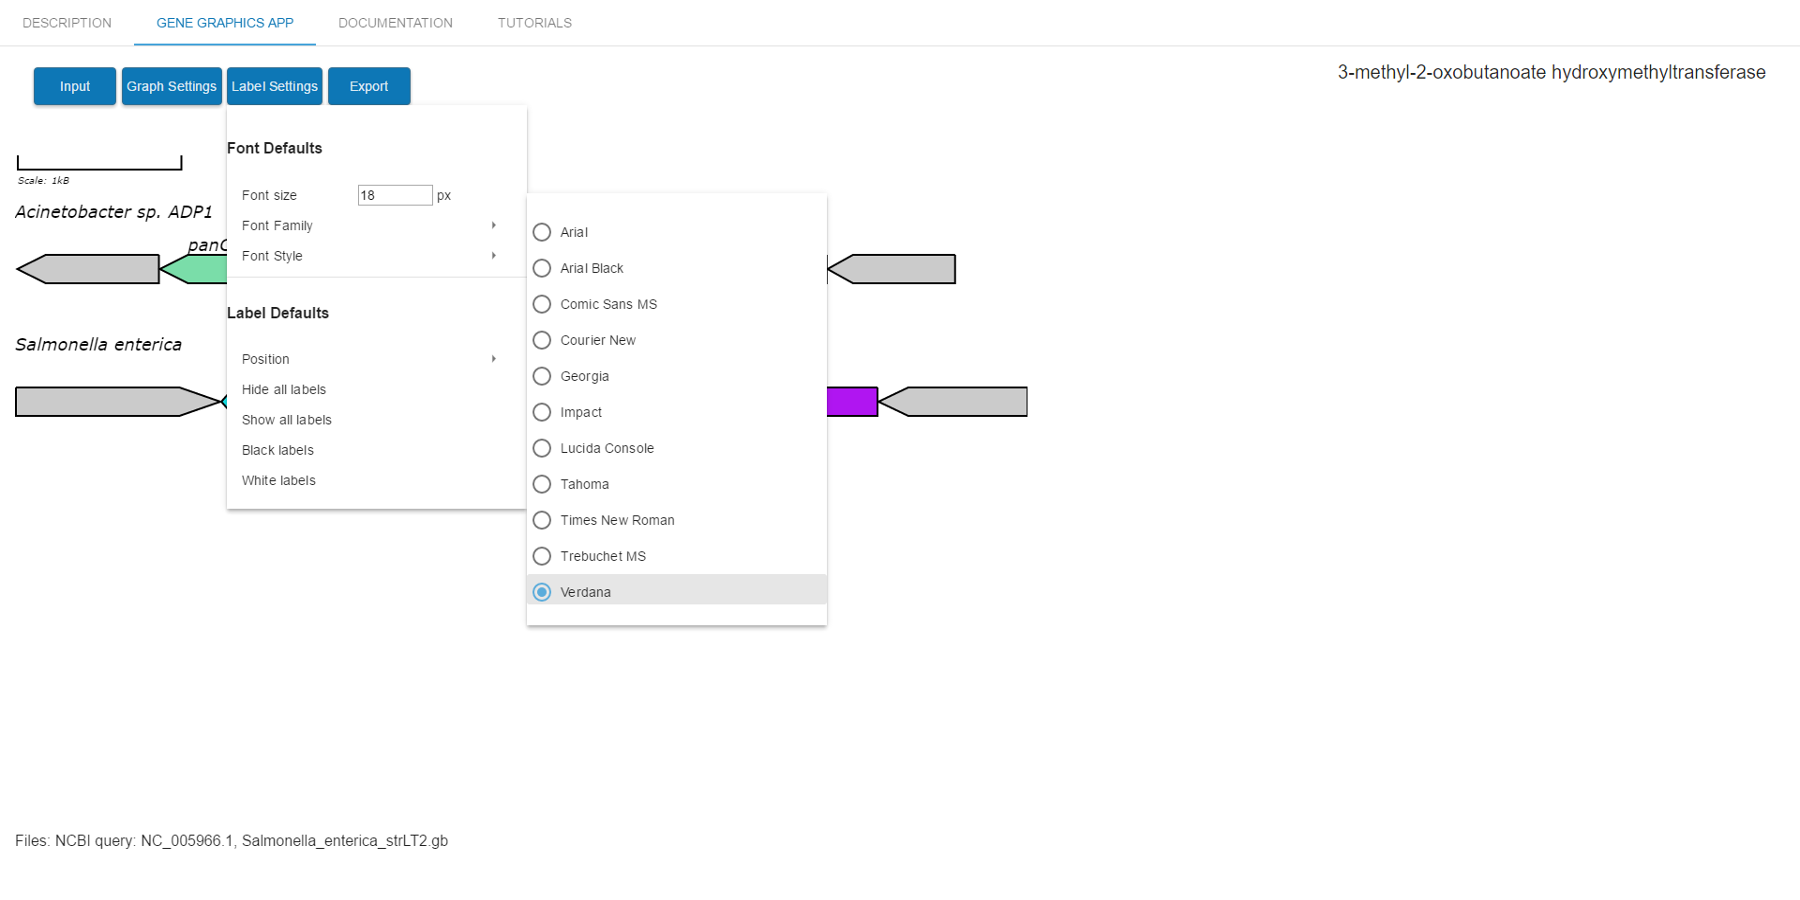 DESCRIPTION GENE GRAPHICS APP DOCUMENTATION TUTORIALS
Input Graph Settings Label Settings Export
3-methyl-2-oxobutanoate hydroxymethyltransferase
Scale: 1kB
Acinetobacter sp. ADP1
Salmonella enterica
Font Defaults
Font size 18 px
Font Family
Font Style
Label Defaults
Position
Hide all labels
Show all labels
Black labels
White labels
Arial
Arial Black
Comic Sans MS
Courier New
Georgia
Impact
Lucida Console
Tahoma
Times New Roman
Trebuchet MS
Verdana
Files: NCBI query: NC_005966.1, Salmonella_enterica_strLT2.gb